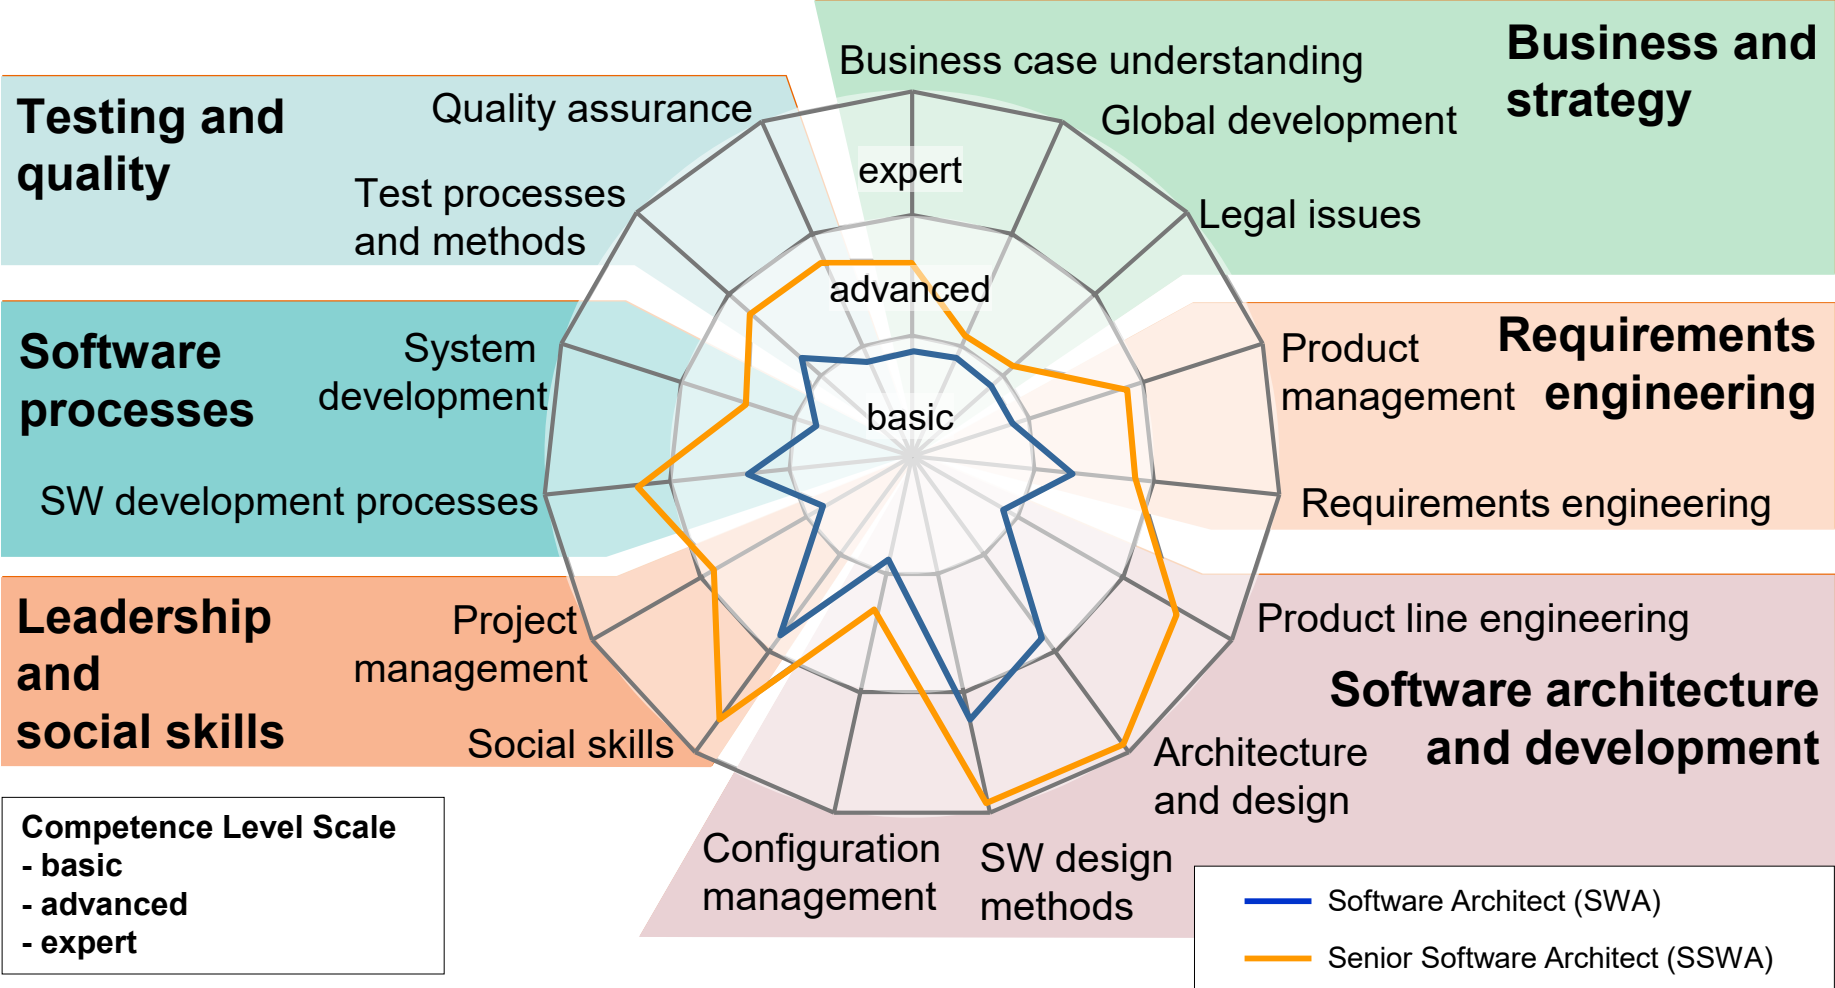 Business and
strategy
Business case understanding
Global development
Legal issues
Testing and
quality
Quality assurance
Test processes
and methods
expert
advanced
basic
Requirements
engineering
Product
management
Requirements engineering
Software
processes
System
development
SW development processes
Leadership
and
social skills
Project
management
Social skills
Product line engineering
Software architecture
and development
Architecture
and design
SW design
methods
Configuration
management
Competence Level Scale
- basic
- advanced
- expert
Software Architect (SWA)
Senior Software Architect (SSWA)